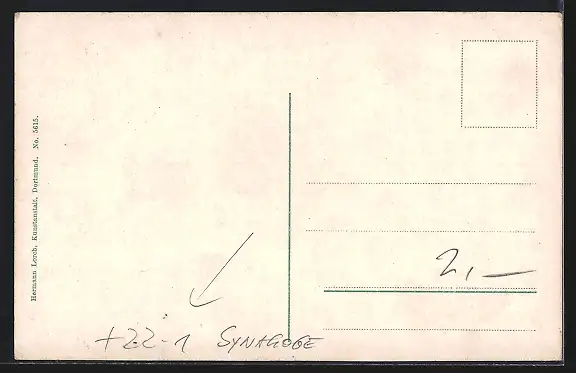 Hermann Lorch, Kunstanstalt, Dortmund. No. 5615.
2,—
+22-1 SYNAGOGE